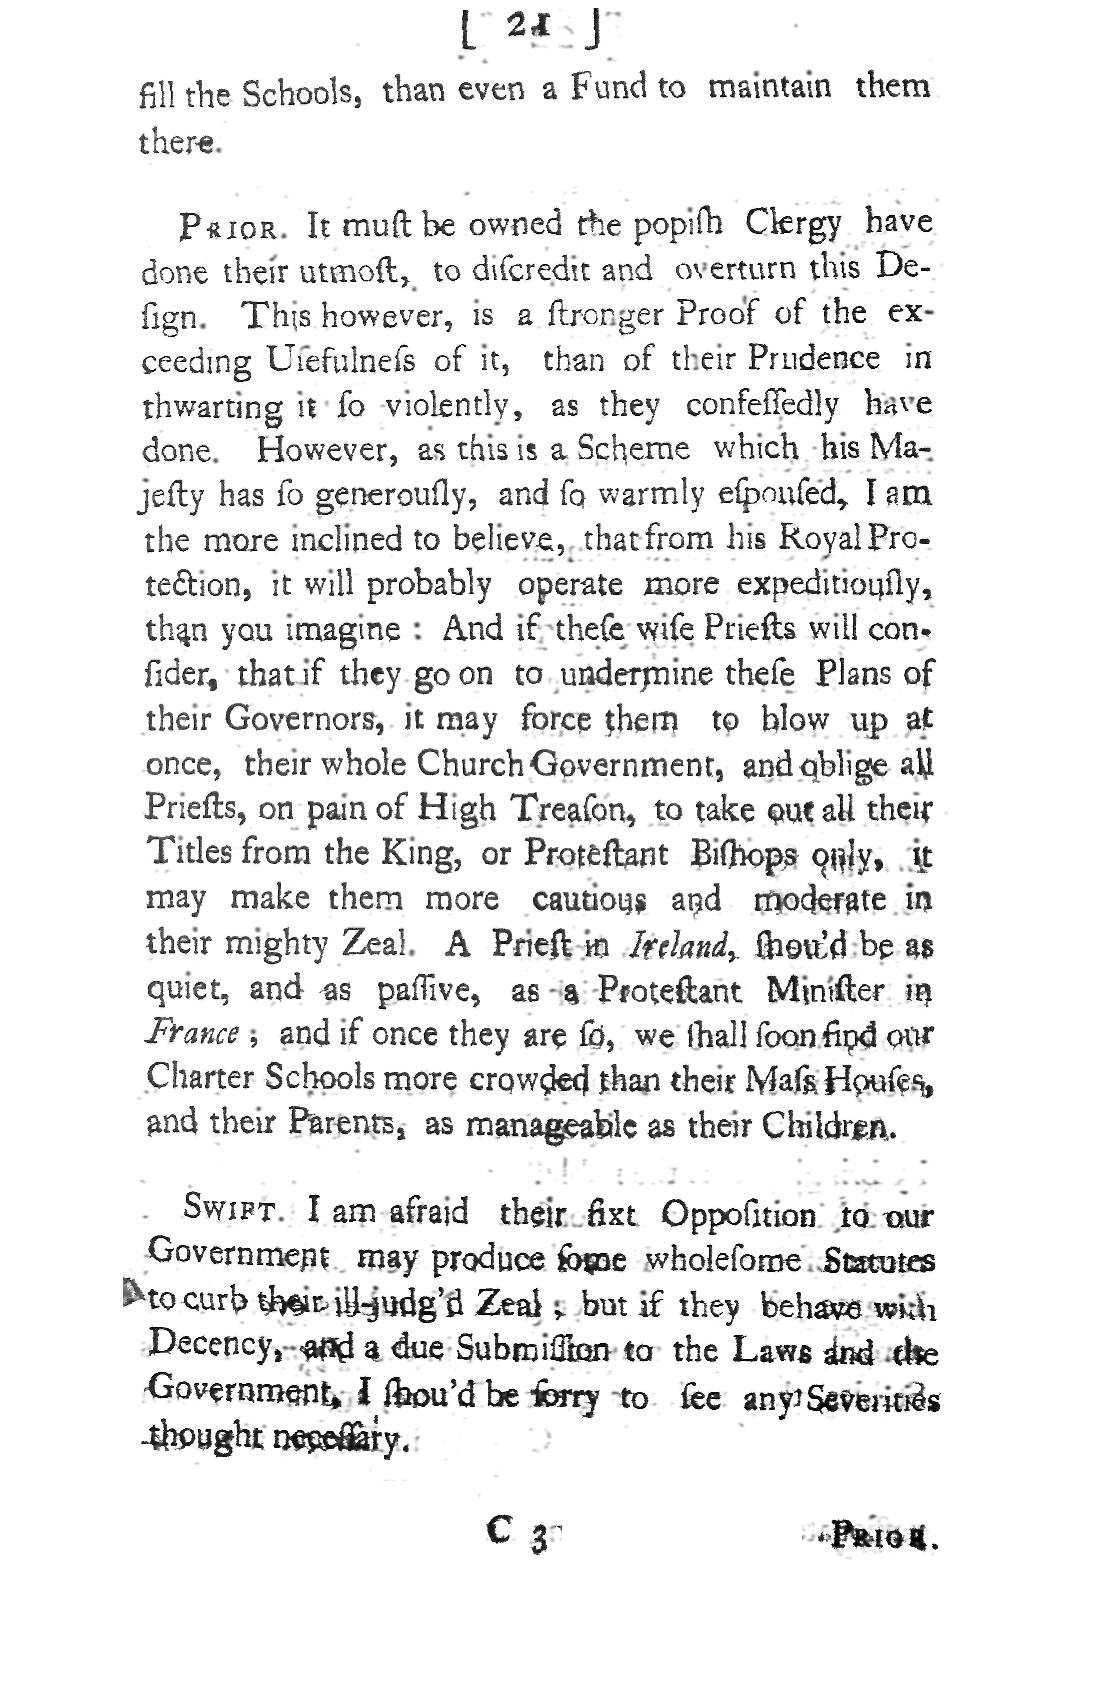 [ 21 ]
fill the Schools, than even a Fund to maintain them
there.
PRIOR. It muſt be owned the popiſh Clergy have
done their utmoſt, to diſcredit and overturn this De-
ſign. This however, is a ſtronger Proof of the ex-
ceeding Uſefulneſs of it, than of their Prudence in
thwarting it ſo violently, as they confeſſedly have
done. However, as this is a Scheme which his Ma-
jeſty has ſo generouſly, and ſo warmly eſpouſed, I am
the more inclined to believe, that from his Royal Pro-
tection, it will probably operate more expeditiouſly,
than you imagine : And if theſe wiſe Prieſts will con-
ſider, that if they go on to undermine theſe Plans of
their Governors, it may force them to blow up at
once, their whole Church Government, and oblige all
Prieſts, on pain of High Treaſon, to take out all their
Titles from the King, or Proteſtant Biſhops only, it
may make them more cautious and moderate in
their mighty Zeal. A Prieſt in Ireland, ſhou'd be as
quiet, and as paſſive, as a Proteſtant Miniſter in
France ; and if once they are ſo, we ſhall ſoon find our
Charter Schools more crowded than their Maſs Houſes,
and their Parents, as manageable as their Children.
SWIFT. I am afraid their fixt Oppoſition to our
Government may produce ſome wholeſome Statutes
to curb their ill-judg'd Zeal ; but if they behave with
Decency, and a due Submiſſion to the Laws and the
Government, I ſhou'd be ſorry to ſee any Severities
thought neceſſary.
C 3 PRIOR.